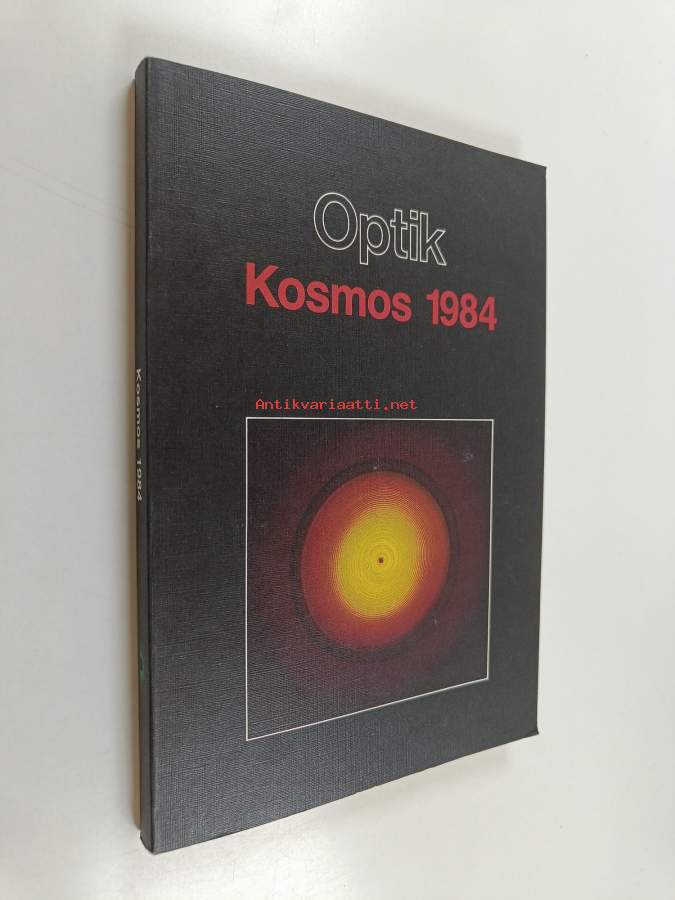 Optik
Kosmos 1984
Antikvariaatti.net
Kosmos 1984